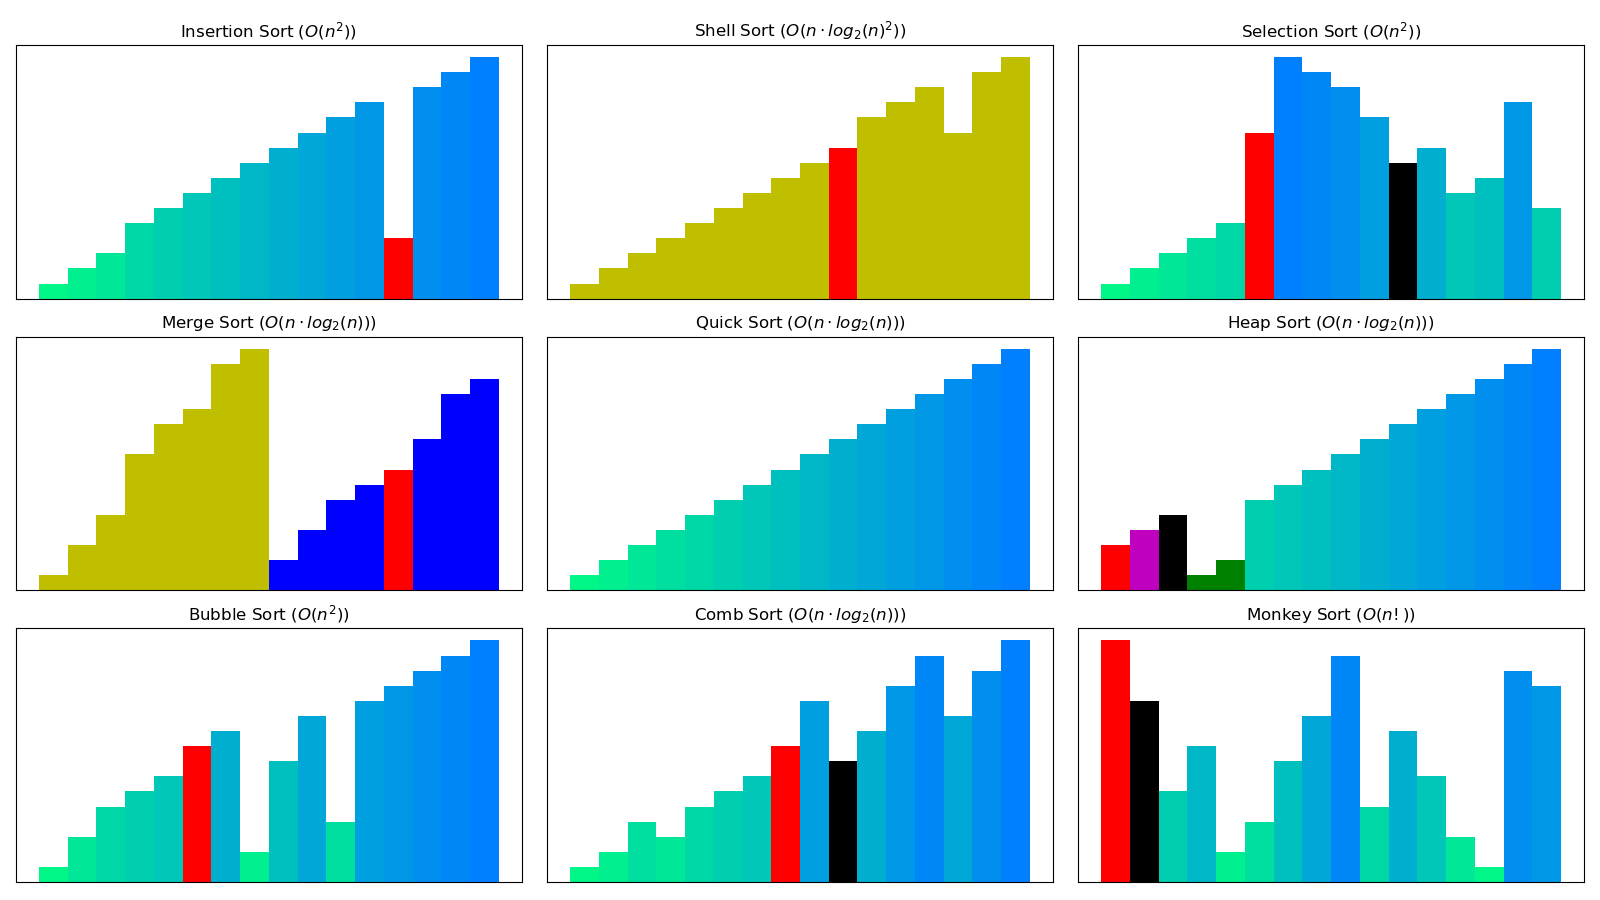 Insertion Sort (O(n²))
Shell Sort (O(n · log₂(n)²))
Selection Sort (O(n²))
Merge Sort (O(n · log₂(n)))
Quick Sort (O(n · log₂(n)))
Heap Sort (O(n · log₂(n)))
Bubble Sort (O(n²))
Comb Sort (O(n · log₂(n)))
Monkey Sort (O(n!))